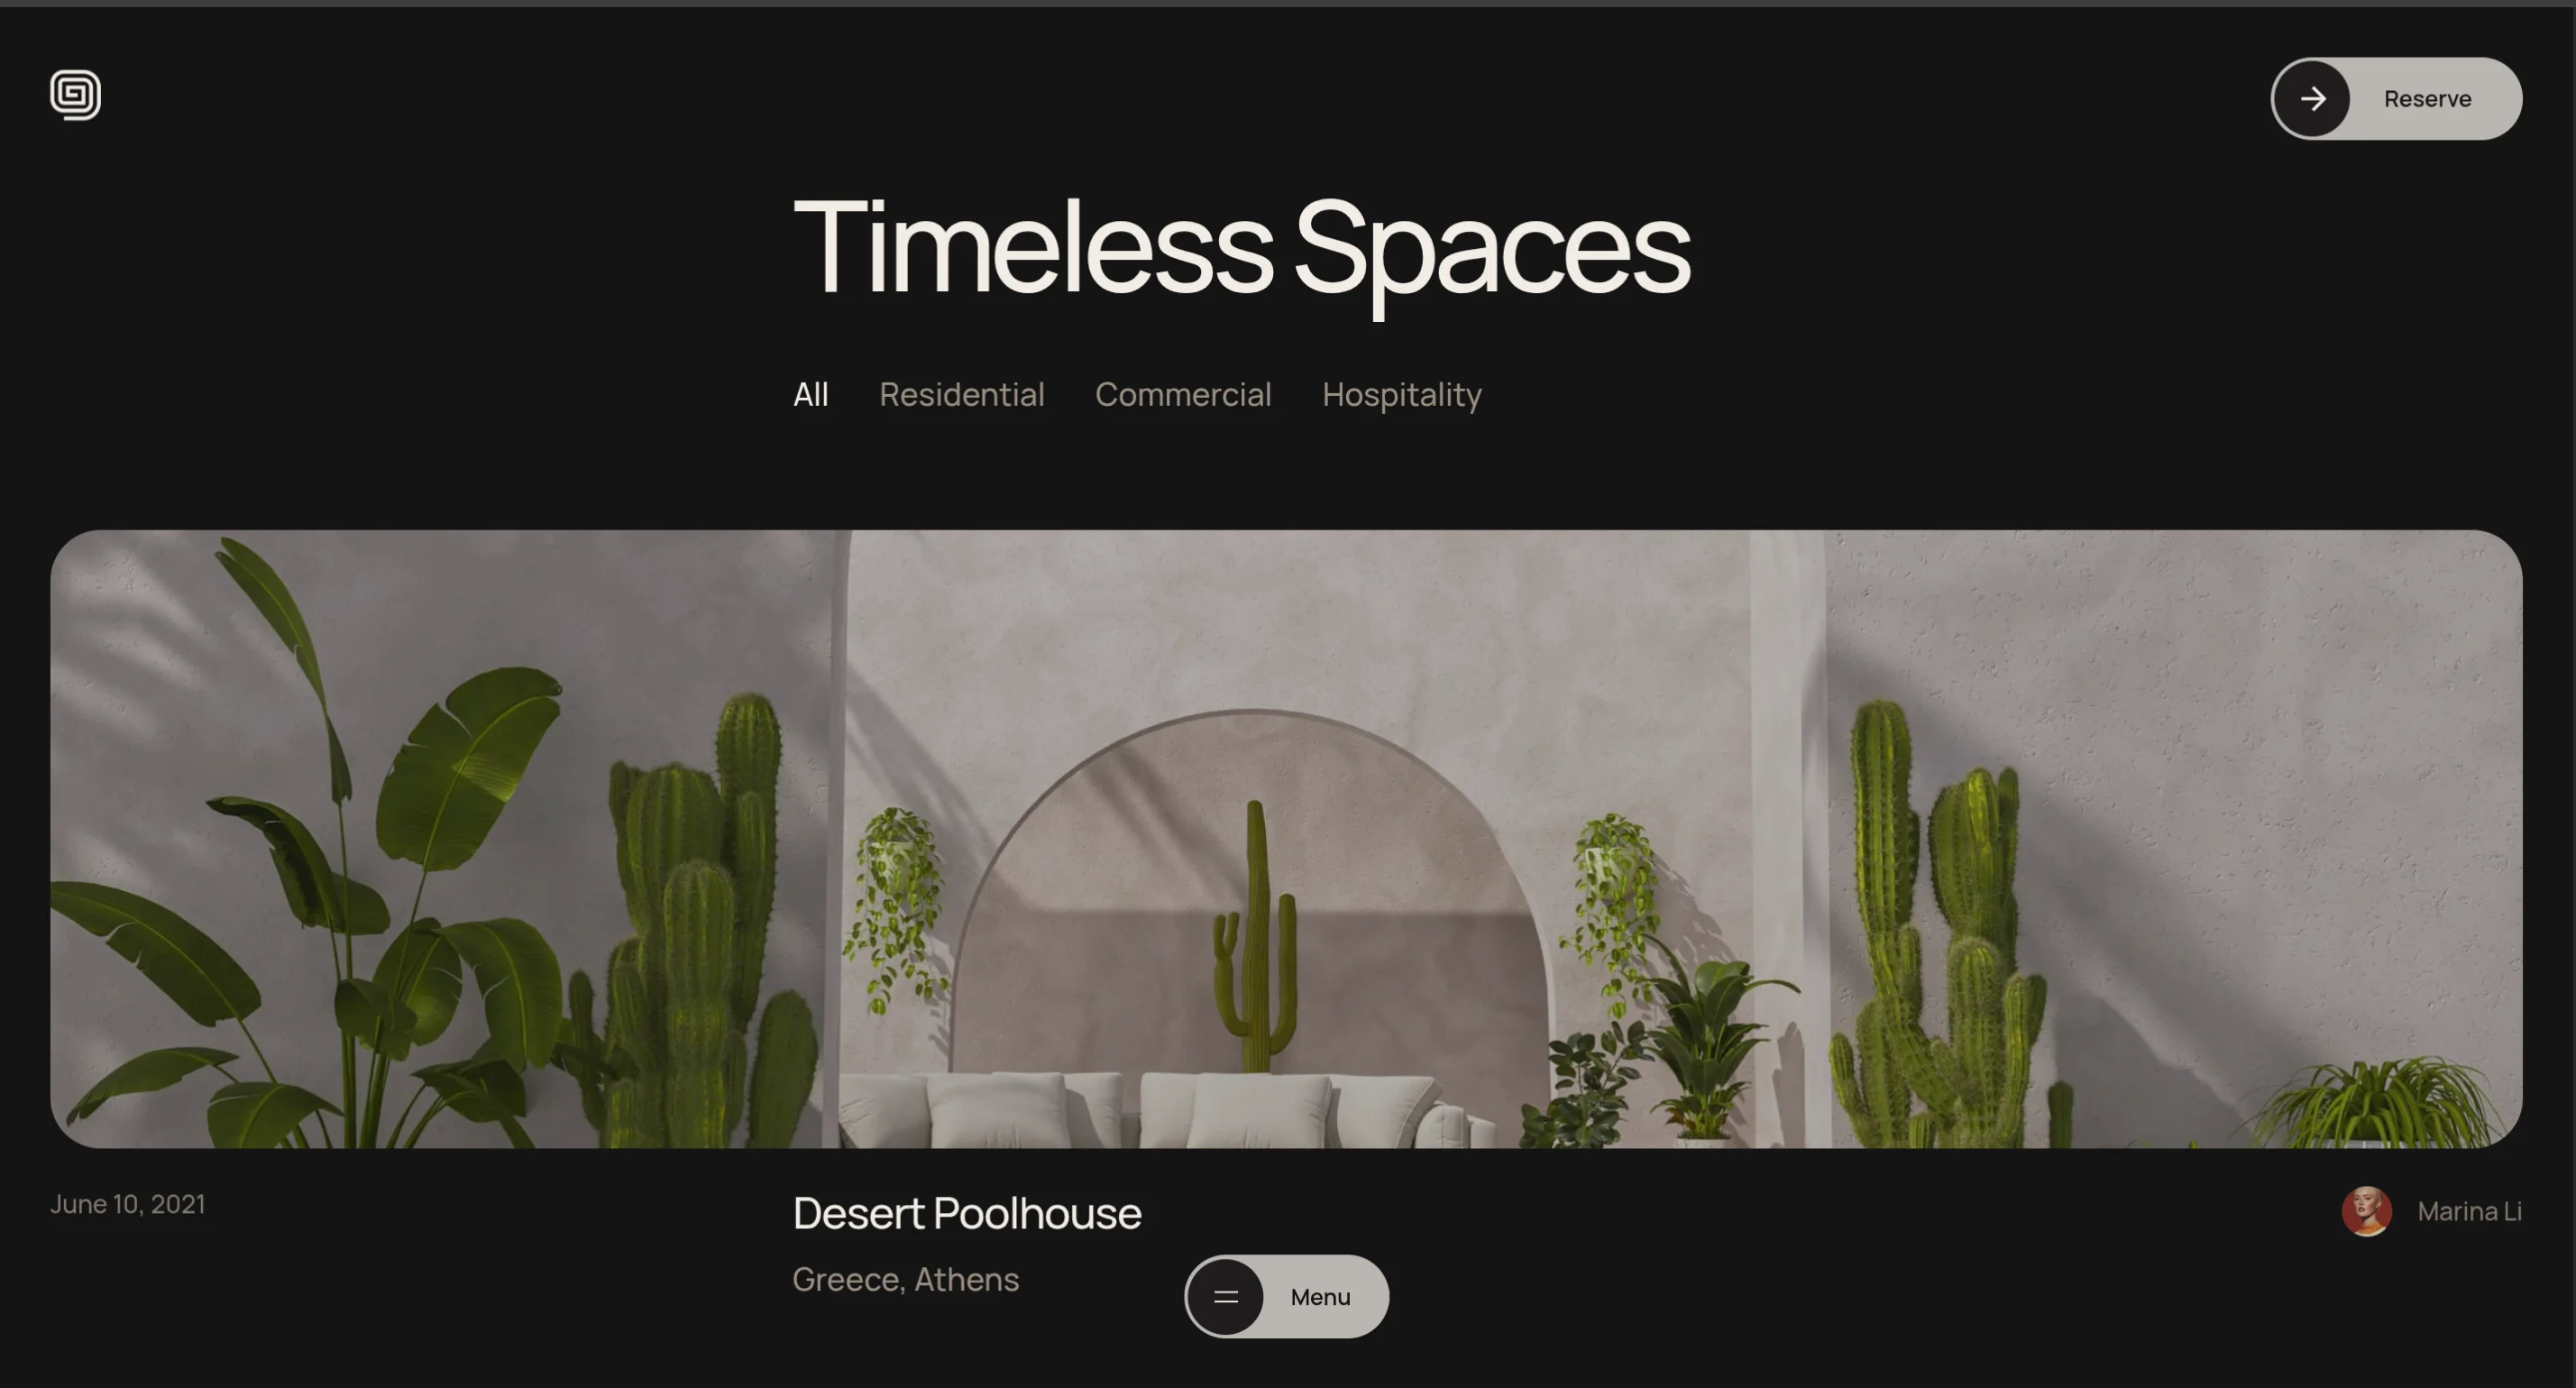 Reserve
Timeless Spaces
All Residential Commercial Hospitality
June 10, 2021
Desert Poolhouse
Marina Li
Greece, Athens
Menu